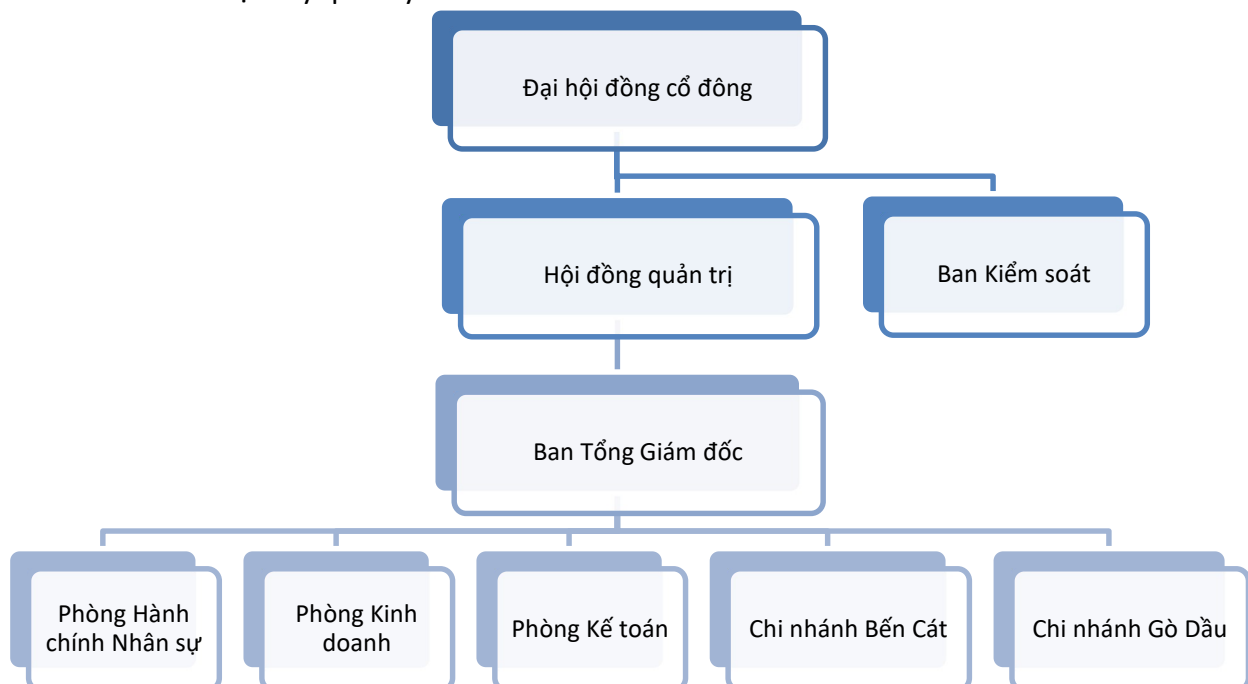 Đại hội đồng cổ đông
Hội đồng quản trị
Ban Kiểm soát
Ban Tổng Giám đốc
Phòng Hành
chính Nhân sự
Phòng Kinh
doanh
Phòng Kế toán
Chi nhánh Bến Cát
Chi nhánh Gò Dầu